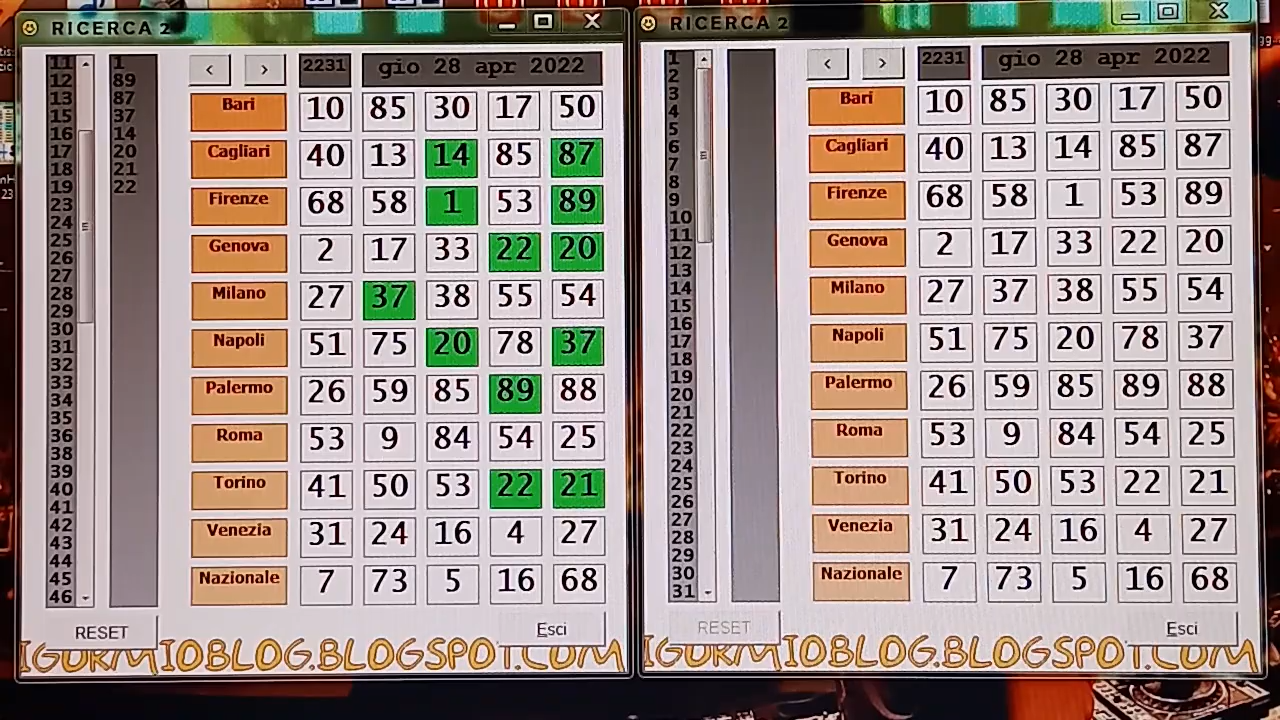 RICERCA 2
11
12
13
15
16
17
18
19
23
24
25
26
27
28
29
30
31
32
33
34
35
36
38
39
40
41
42
43
44
45
46
1
89
87
37
14
20
21
22
< > 2231 gio 28 apr 2022
Bari 10 85 30 17 50
Cagliari 40 13 14 85 87
Firenze 68 58 1 53 89
Genova 2 17 33 22 20
Milano 27 37 38 55 54
Napoli 51 75 20 78 37
Palermo 26 59 85 89 88
Roma 53 9 84 54 25
Torino 41 50 53 22 21
Venezia 31 24 16 4 27
Nazionale 7 73 5 16 68
RESET Esci
IGORMIOBLOG.BLOGSPOT.COM
RICERCA 2
1
2
3
4
5
6
7
8
9
10
11
12
13
14
15
16
17
18
19
20
21
22
23
24
25
26
27
28
29
30
31
< > 2231 gio 28 apr 2022
Bari 10 85 30 17 50
Cagliari 40 13 14 85 87
Firenze 68 58 1 53 89
Genova 2 17 33 22 20
Milano 27 37 38 55 54
Napoli 51 75 20 78 37
Palermo 26 59 85 89 88
Roma 53 9 84 54 25
Torino 41 50 53 22 21
Venezia 31 24 16 4 27
Nazionale 7 73 5 16 68
RESET Esci
IGORMIOBLOG.BLOGSPOT.COM